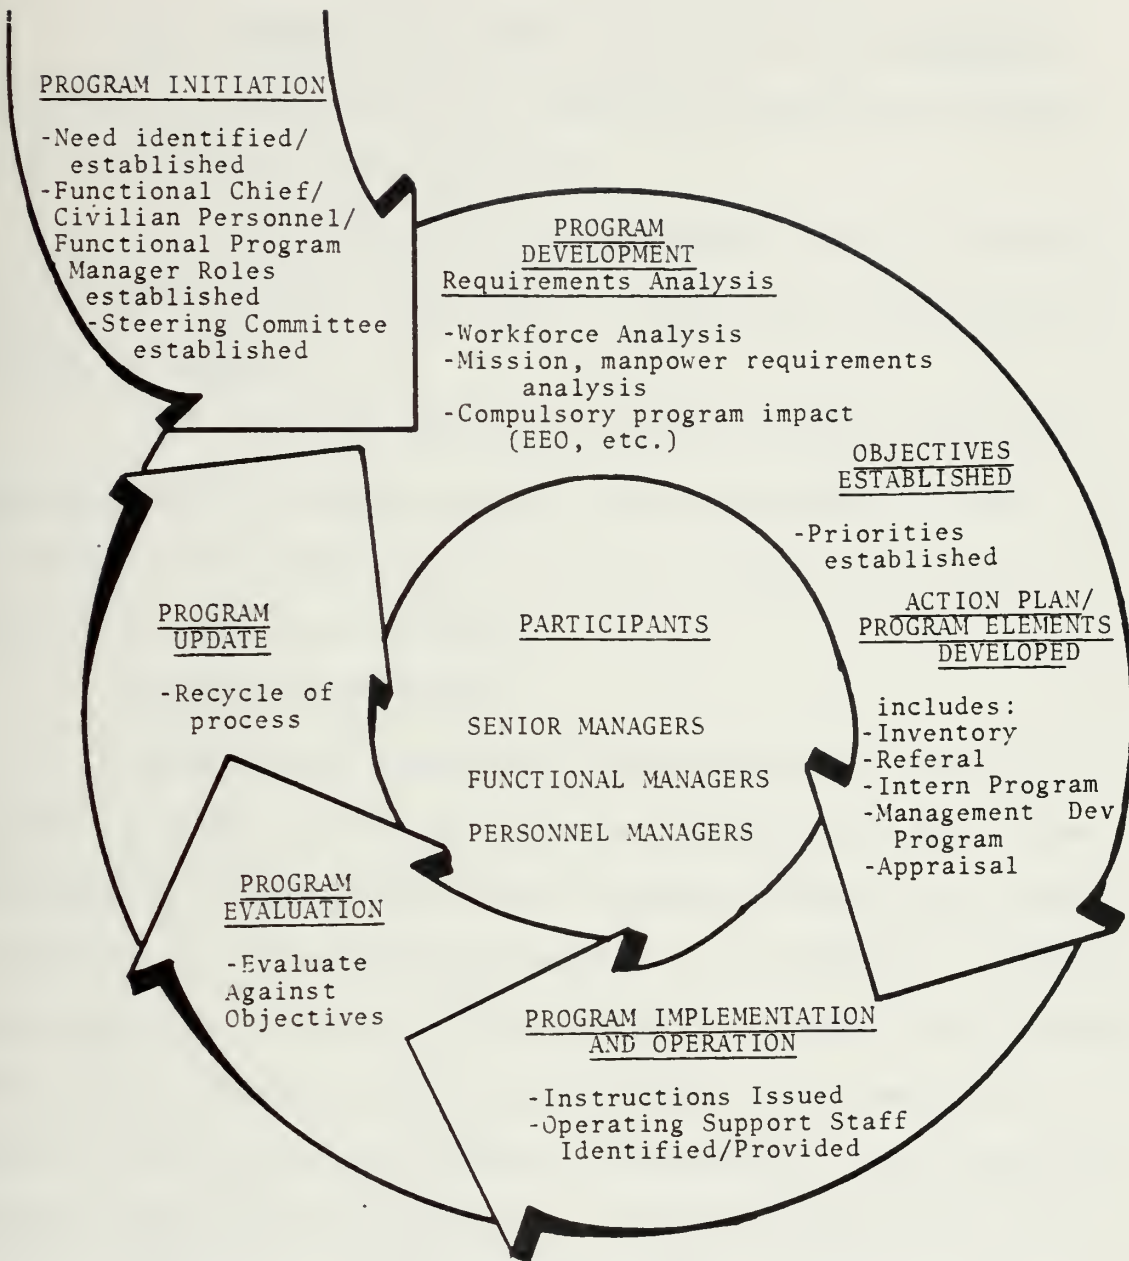 PROGRAM INITIATION
-Need identified/
established
-Functional Chief/
Civilian Personnel/
Functional Program
Manager Roles
established
-Steering Committee
established
PROGRAM
DEVELOPMENT
Requirements Analysis
-Workforce Analysis
-Mission, manpower requirements
analysis
-Compulsory program impact
(EEO, etc.)
OBJECTIVES
ESTABLISHED
-Priorities
established
ACTION PLAN/
PROGRAM ELEMENTS
DEVELOPED
includes:
-Inventory
-Referal
-Intern Program
-Management Dev
Program
-Appraisal
PROGRAM IMPLEMENTATION
AND OPERATION
-Instructions Issued
-Operating Support Staff
Identified/Provided
PROGRAM
EVALUATION
-Evaluate
Against
Objectives
PROGRAM
UPDATE
-Recycle of
process
PARTICIPANTS
SENIOR MANAGERS
FUNCTIONAL MANAGERS
PERSONNEL MANAGERS